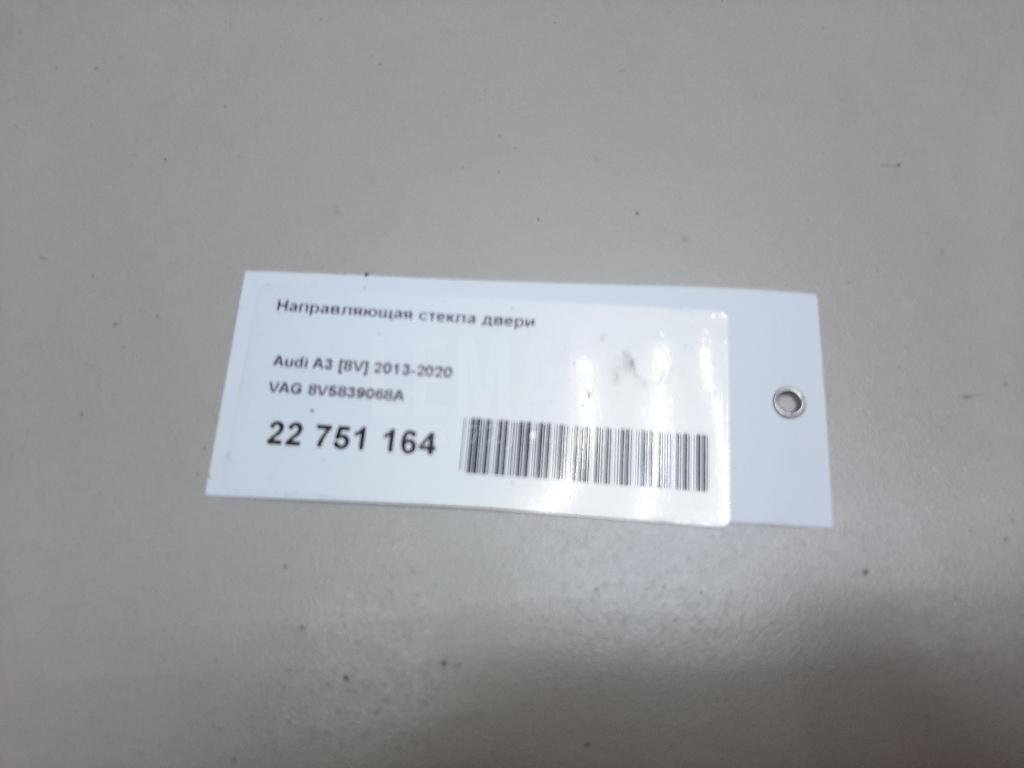 Направляющая стекла двери
Audi A3 [8V] 2013-2020
VAG 8V5839068A
22 751 164